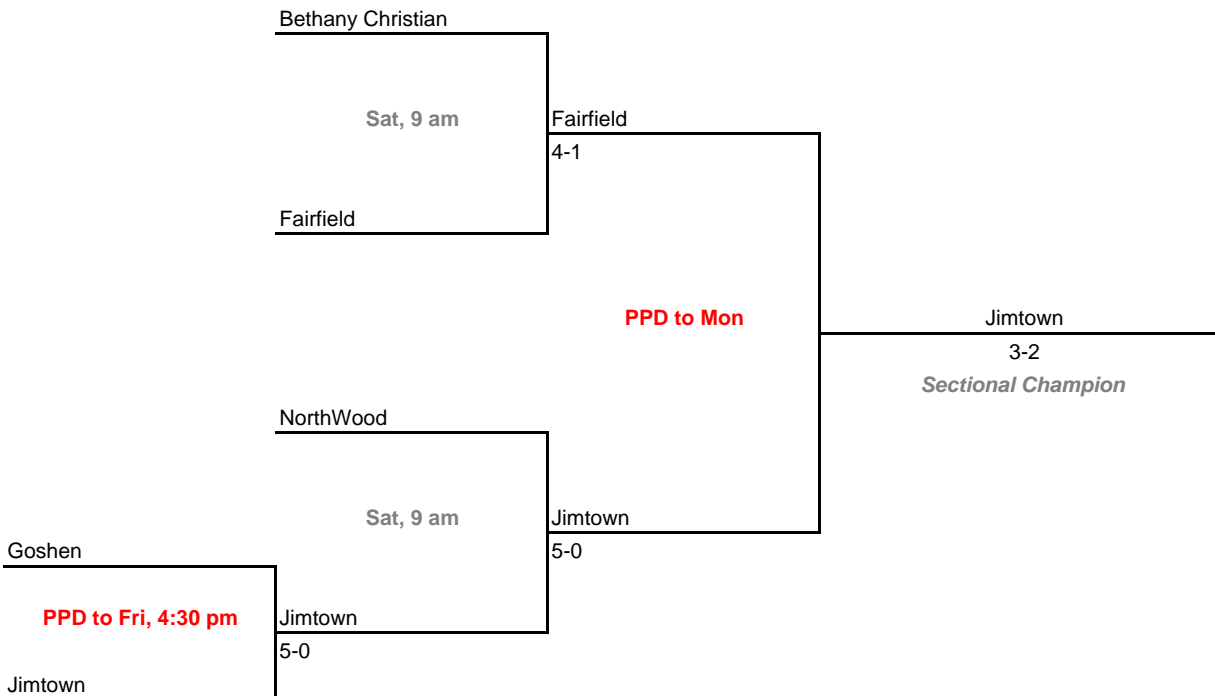 Bethany Christian
Sat, 9 am
Fairfield
4-1
Fairfield
PPD to Mon
Jimtown
3-2
Sectional Champion
NorthWood
Sat, 9 am
Jimtown
5-0
Goshen
PPD to Fri, 4:30 pm
Jimtown
5-0
Jimtown